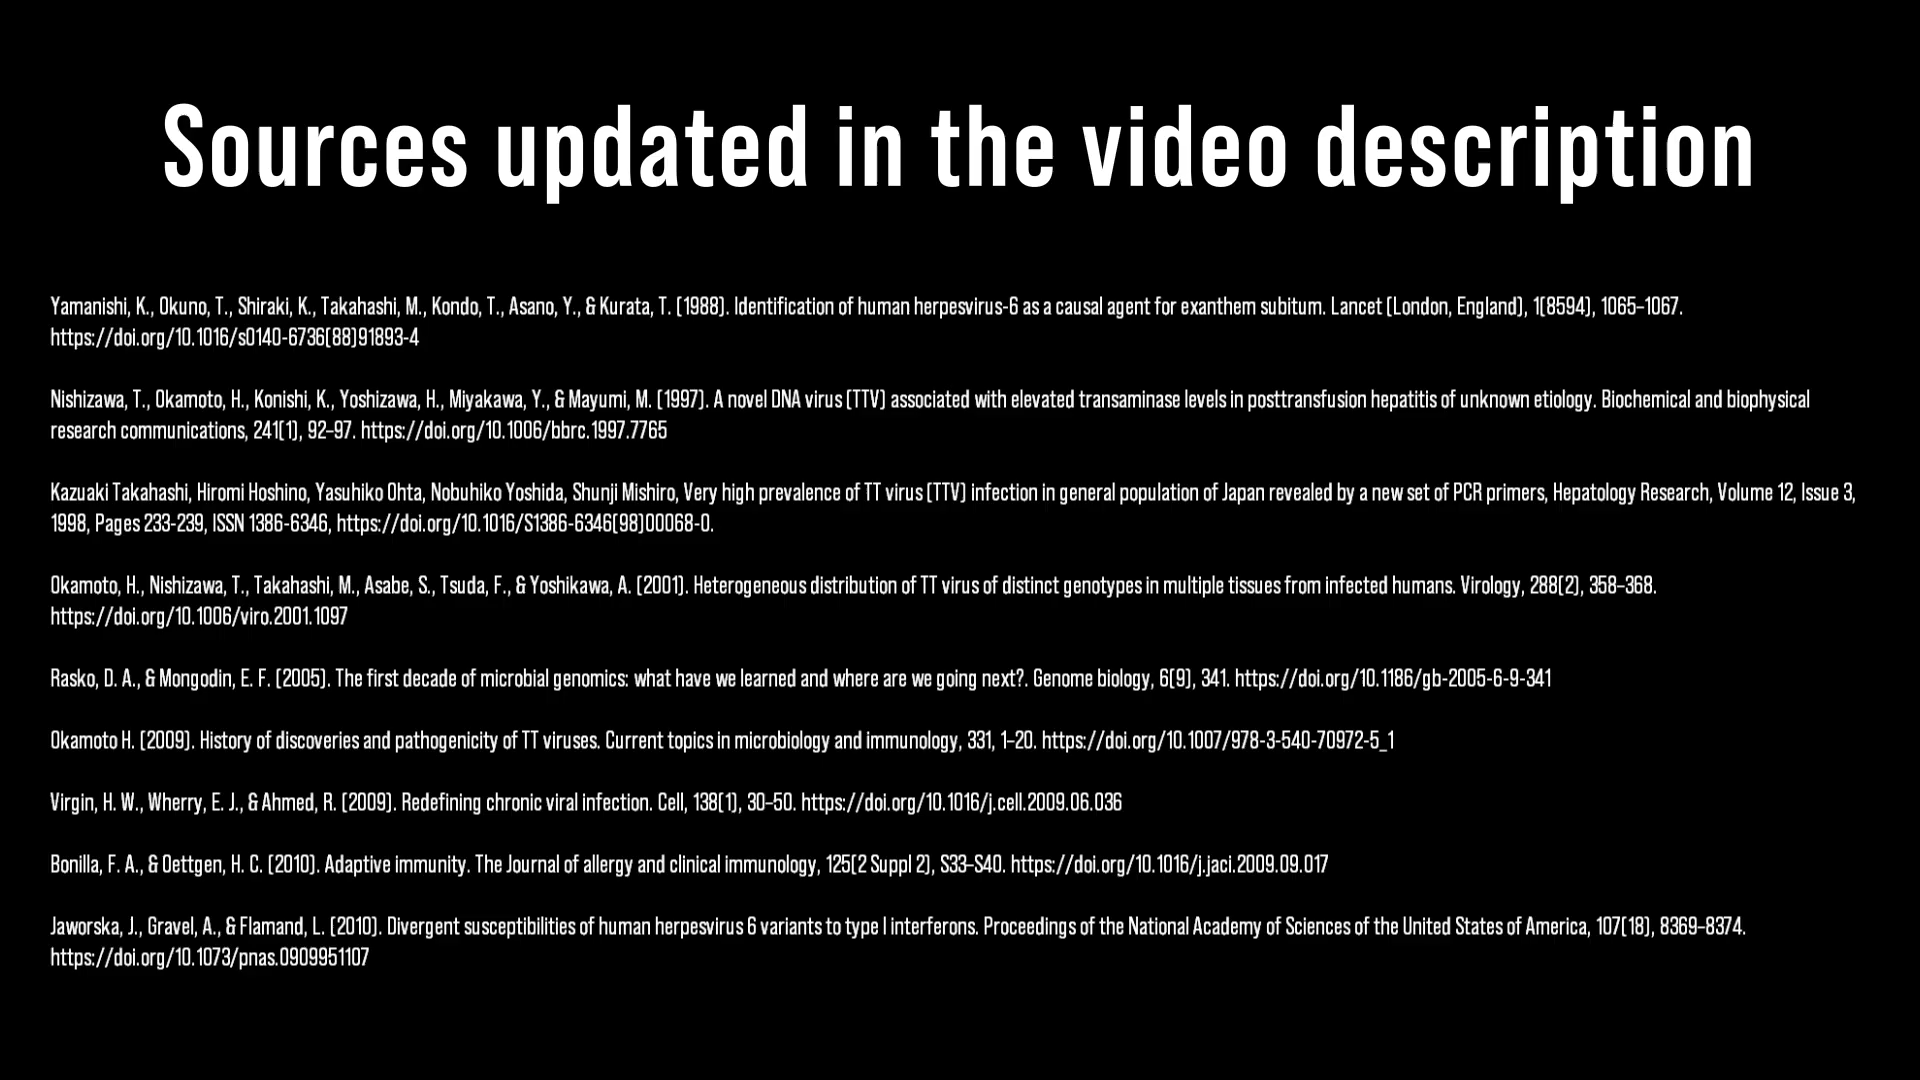 Sources updated in the video description
Yamanishi, K., Okuno, T., Shiraki, K., Takahashi, M., Kondo, T., Asano, Y., & Kurata, T. (1988). Identification of human herpesvirus-6 as a causal agent for exanthem subitum. Lancet (London, England), 1(8594), 1065–1067.
https://doi.org/10.1016/s0140-6736(88)91893-4
Nishizawa, T., Okamoto, H., Konishi, K., Yoshizawa, H., Miyakawa, Y., & Mayumi, M. (1997). A novel DNA virus (TTV) associated with elevated transaminase levels in posttransfusion hepatitis of unknown etiology. Biochemical and biophysical
research communications, 241(1), 92–97. https://doi.org/10.1006/bbrc.1997.7765
Kazuaki Takahashi, Hiromi Hoshino, Yasuhiko Ohta, Nobuhiko Yoshida, Shunji Mishiro, Very high prevalence of TT virus (TTV) infection in general population of Japan revealed by a new set of PCR primers, Hepatology Research, Volume 12, Issue 3,
1998, Pages 233-239, ISSN 1386-6346, https://doi.org/10.1016/S1386-6346(98)00068-0.
Okamoto, H., Nishizawa, T., Takahashi, M., Asabe, S., Tsuda, F., & Yoshikawa, A. (2001). Heterogeneous distribution of TT virus of distinct genotypes in multiple tissues from infected humans. Virology, 288(2), 358–368.
https://doi.org/10.1006/viro.2001.1097
Rasko, D. A., & Mongodin, E. F. (2005). The first decade of microbial genomics: what have we learned and where are we going next?. Genome biology, 6(9), 341. https://doi.org/10.1186/gb-2005-6-9-341
Okamoto H. (2009). History of discoveries and pathogenicity of TT viruses. Current topics in microbiology and immunology, 331, 1–20. https://doi.org/10.1007/978-3-540-70972-5_1
Virgin, H. W., Wherry, E. J., & Ahmed, R. (2009). Redefining chronic viral infection. Cell, 138(1), 30–50. https://doi.org/10.1016/j.cell.2009.06.036
Bonilla, F. A., & Oettgen, H. C. (2010). Adaptive immunity. The Journal of allergy and clinical immunology, 125(2 Suppl 2), S33–S40. https://doi.org/10.1016/j.jaci.2009.09.017
Jaworska, J., Gravel, A., & Flamand, L. (2010). Divergent susceptibilities of human herpesvirus 6 variants to type I interferons. Proceedings of the National Academy of Sciences of the United States of America, 107(18), 8369–8374.
https://doi.org/10.1073/pnas.0909951107